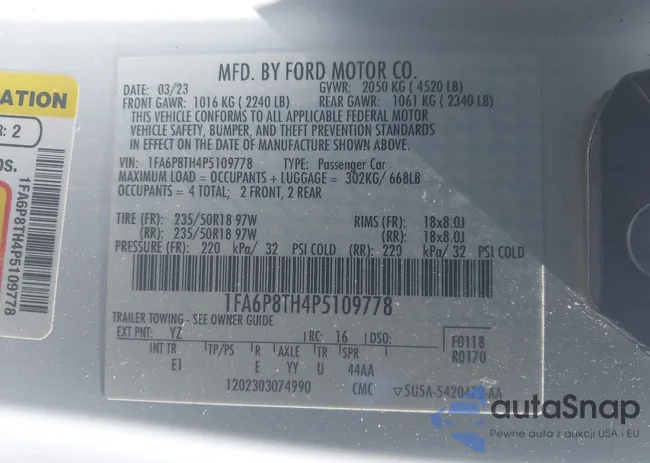 ATION
R: 2
OS.
1FA6P8TH4P5109778
MFD. BY FORD MOTOR CO.
DATE: 03/23 GVWR: 2050 KG ( 4520 LB)
FRONT GAWR: 1016 KG ( 2240 LB) REAR GAWR: 1061 KG ( 2340 LB)
THIS VEHICLE CONFORMS TO ALL APPLICABLE FEDERAL MOTOR
VEHICLE SAFETY, BUMPER, AND THEFT PREVENTION STANDARDS
IN EFFECT ON THE DATE OF MANUFACTURE SHOWN ABOVE.
VIN: 1FA6P8TH4P5109778 TYPE: Passenger Car
MAXIMUM LOAD = OCCUPANTS + LUGGAGE = 302KG/ 668LB
OCCUPANTS = 4 TOTAL; 2 FRONT, 2 REAR
TIRE (FR): 235/50R18 97W RIMS (FR): 18x8.0J
(RR): 235/50R18 97W (RR): 18x8.0J
PRESSURE (FR): 220 kPa/ 32 PSI COLD (RR): 220 kPa/ 32 PSI COLD
1FA6P8TH4P5109778
TRAILER TOWING - SEE OWNER GUIDE
EXT PNT: YZ RC: 16 DSO: F0118
R0170
INT TR TP/PS R AXLE TR SPR
EI E YY U 44AA
1202303074990 CMC ▽5U5A-5420472-AA
autoSnap
Pewne auta z aukcji USA i EU